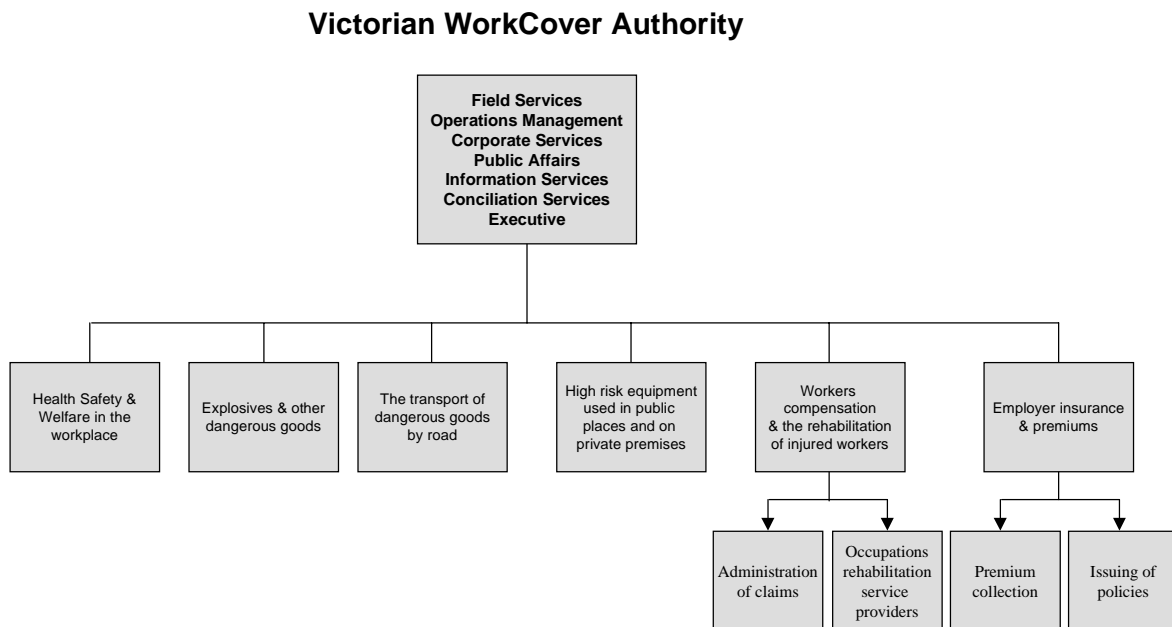 Victorian WorkCover Authority
Field Services
Operations Management
Corporate Services
Public Affairs
Information Services
Conciliation Services
Executive
Health Safety &
Welfare in the
workplace
Explosives & other
dangerous goods
The transport of
dangerous goods
by road
High risk equipment
used in public
places and on
private premises
Workers
compensation
& the rehabilitation
of injured workers
Employer insurance
& premiums
Administration
of claims
Occupations
rehabilitation
service
providers
Premium
collection
Issuing of
policies